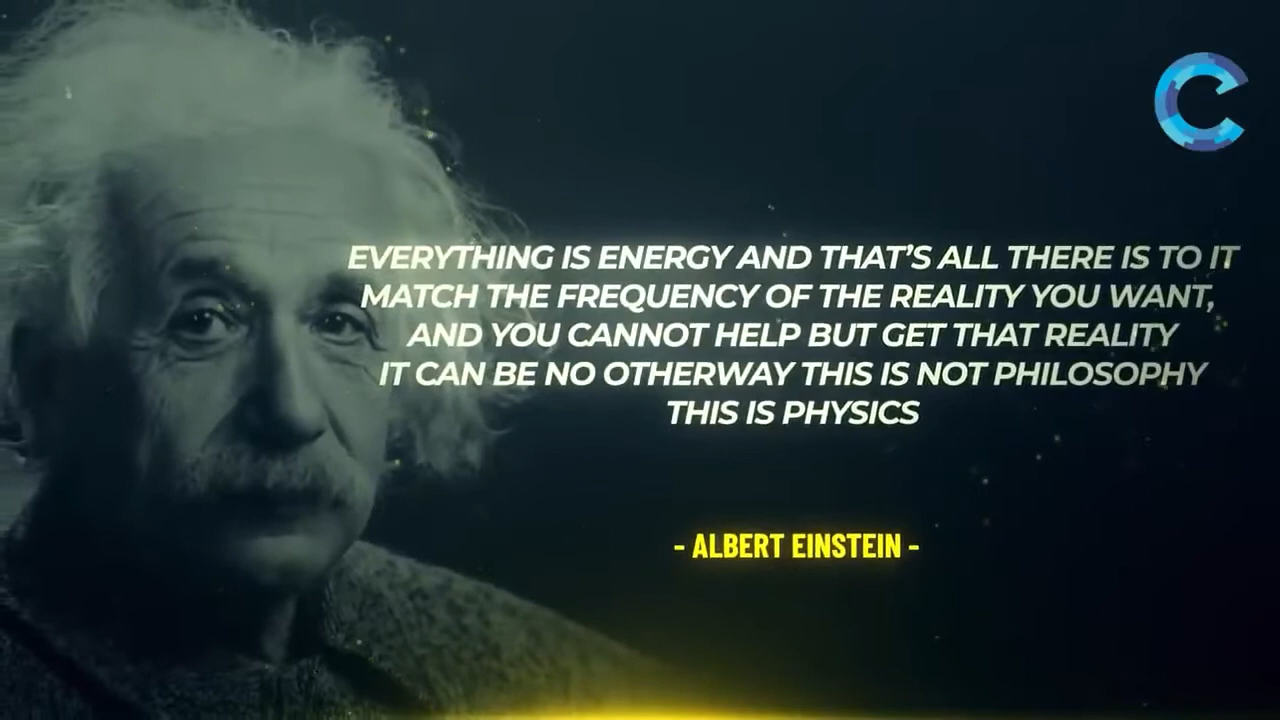 EVERYTHING IS ENERGY AND THAT’S ALL THERE IS TO IT
MATCH THE FREQUENCY OF THE REALITY YOU WANT,
AND YOU CANNOT HELP BUT GET THAT REALITY
IT CAN BE NO OTHERWAY THIS IS NOT PHILOSOPHY
THIS IS PHYSICS
- ALBERT EINSTEIN -